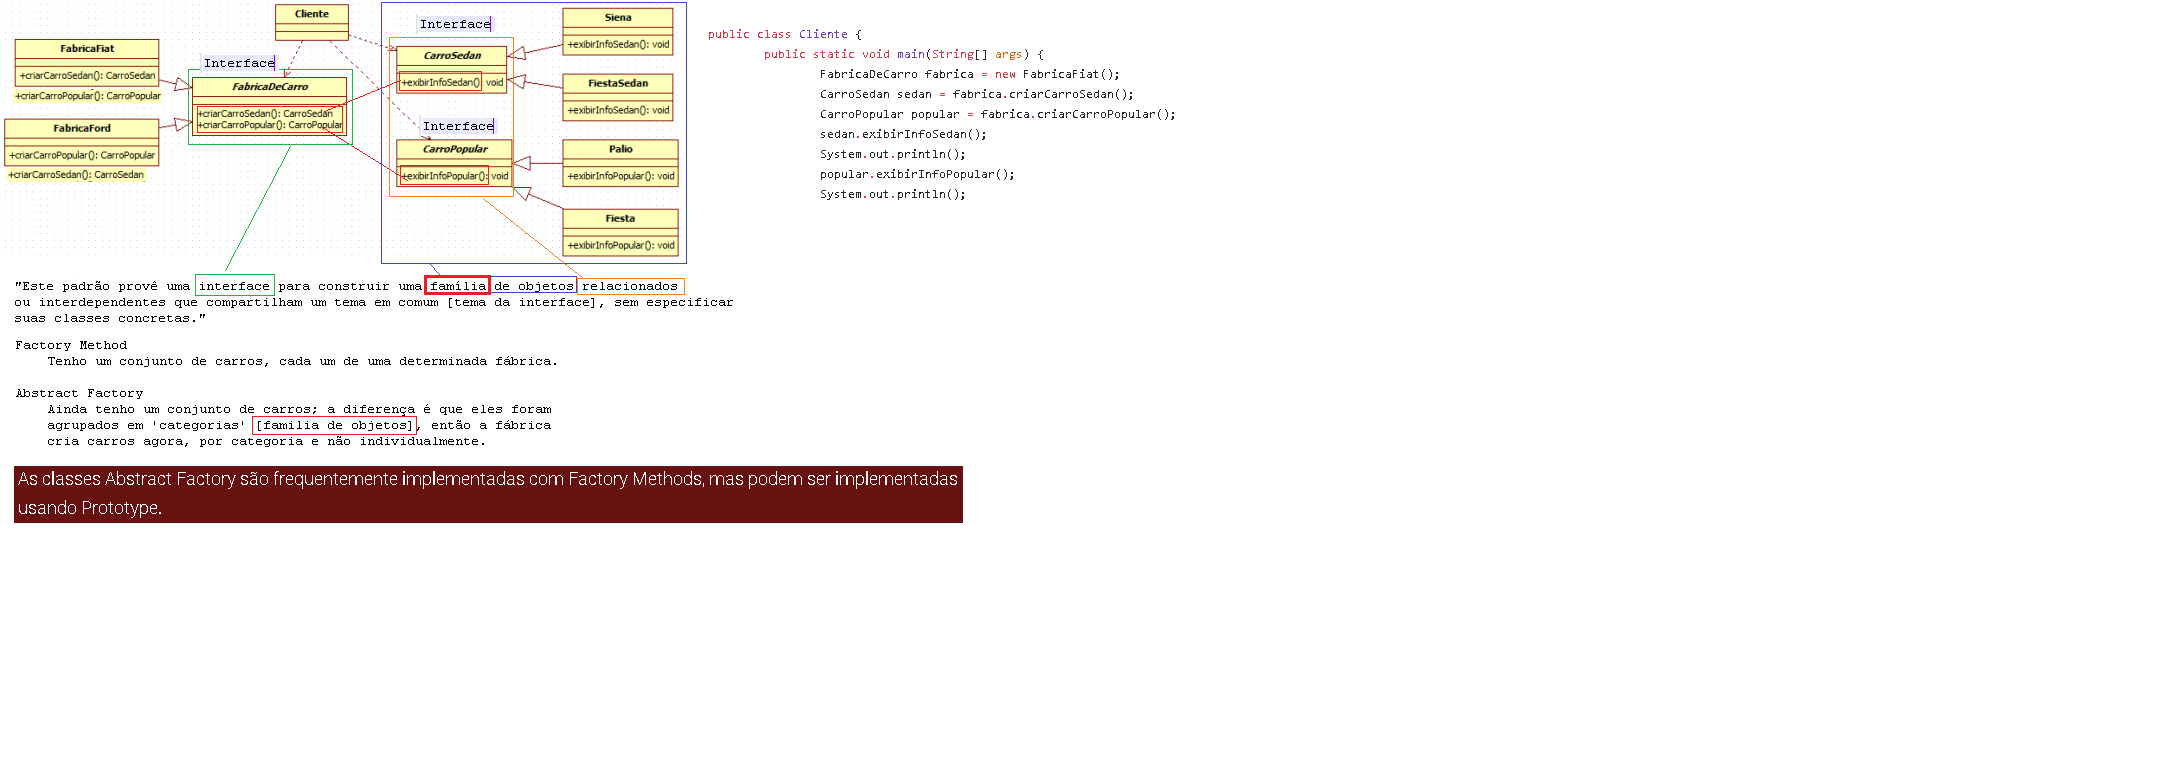 Cliente
Interface
Siena
+exibirInfoSedan(): void
FabricaFiat
+criarCarroSedan(): CarroSedan
+criarCarroPopular(): CarroPopular
Interface
FabricaDeCarro
+criarCarroSedan(): CarroSedan
+criarCarroPopular(): CarroPopular
CarroSedan
+exibirInfoSedan(): void
FiestaSedan
+exibirInfoSedan(): void
FabricaFord
+criarCarroPopular(): CarroPopular
+criarCarroSedan(): CarroSedan
Interface
CarroPopular
+exibirInfoPopular(): void
Palio
+exibirInfoPopular(): void
Fiesta
+exibirInfoPopular(): void
public class Cliente {
public static void main(String[] args) {
FabricaDeCarro fabrica = new FabricaFiat();
CarroSedan sedan = fabrica.criarCarroSedan();
CarroPopular popular = fabrica.criarCarroPopular();
sedan.exibirInfoSedan();
System.out.println();
popular.exibirInfoPopular();
System.out.println();
"Este padrão provê uma interface para construir uma família de objetos relacionados
ou interdependentes que compartilham um tema em comum [tema da interface], sem especificar
suas classes concretas."
Factory Method
Tenho um conjunto de carros, cada um de uma determinada fábrica.
Abstract Factory
Ainda tenho um conjunto de carros; a diferença é que eles foram
agrupados em 'categorias' [familia de objetos], então a fábrica
cria carros agora, por categoria e não individualmente.
As classes Abstract Factory são frequentemente implementadas com Factory Methods, mas podem ser implementadas
usando Prototype.